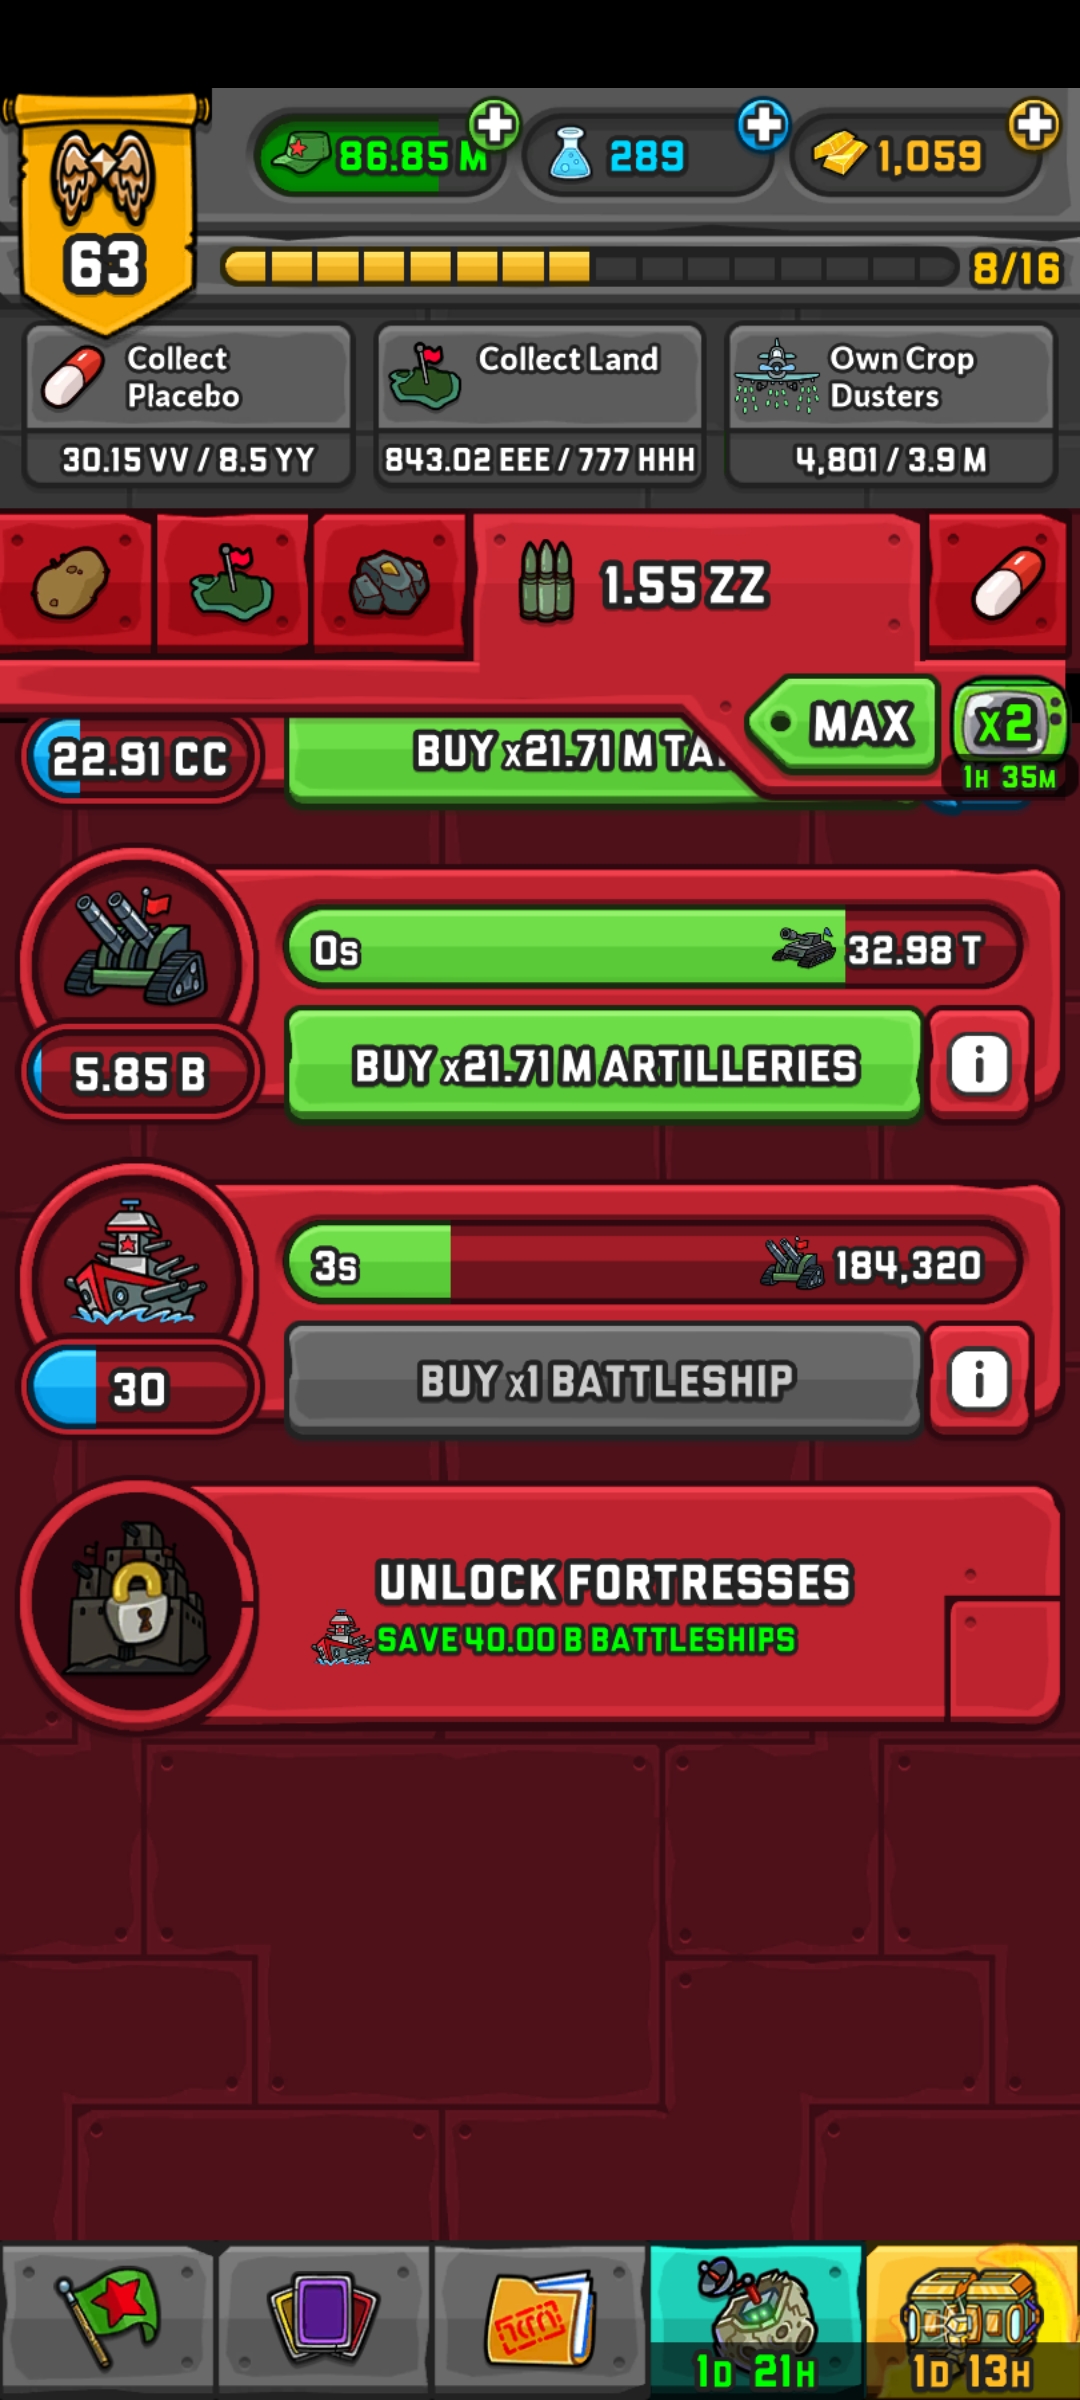 86.85 M
289
1,059
63
8/16
Collect
Placebo
30.15 VV / 8.5 YY
Collect Land
843.02 EEE / 777 HHH
Own Crop
Dusters
4,801 / 3.9 M
1.55 ZZ
MAX
x2
1H 35M
22.91 CC
BUY x21.71 M TA
0s
32.98 T
5.85 B
BUY x21.71 M ARTILLERIES
i
3s
184,320
30
BUY x1 BATTLESHIP
i
UNLOCK FORTRESSES
SAVE 40.00 B BATTLESHIPS
1D 21H
1D 13H